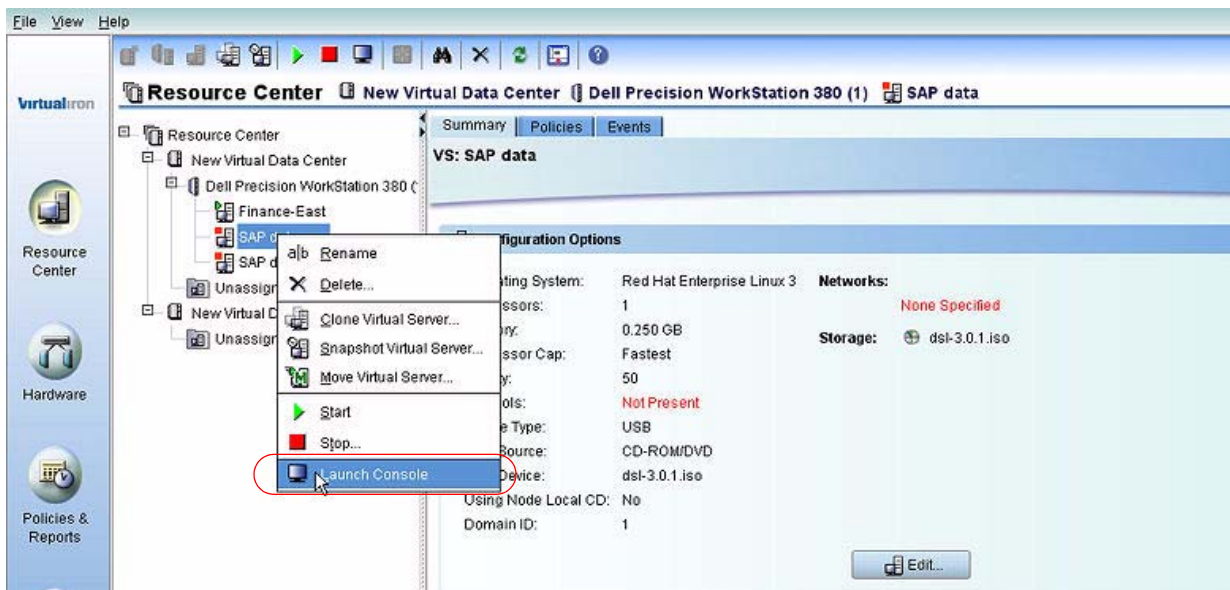 File View Help
VirtualIron
Resource Center New Virtual Data Center Dell Precision WorkStation 380 (1) SAP data
Resource Center
Hardware
Policies & Reports
Resource Center
New Virtual Data Center
Dell Precision WorkStation 380 (
Finance-East
SAP d
SAP d
Unassigr
New Virtual D
Unassigr
a|b Rename
Delete...
Clone Virtual Server...
Snapshot Virtual Server...
Move Virtual Server...
Start
Stop...
Launch Console
Summary Policies Events
VS: SAP data
figuration Options
ating System: Red Hat Enterprise Linux 3
ssors: 1
ry: 0.250 GB
ssor Cap: Fastest
y: 50
ols: Not Present
e Type: USB
Source: CD-ROM/DVD
Device: dsl-3.0.1.iso
Using Node Local CD: No
Domain ID: 1
Networks:
None Specified
Storage: dsl-3.0.1.iso
Edit...